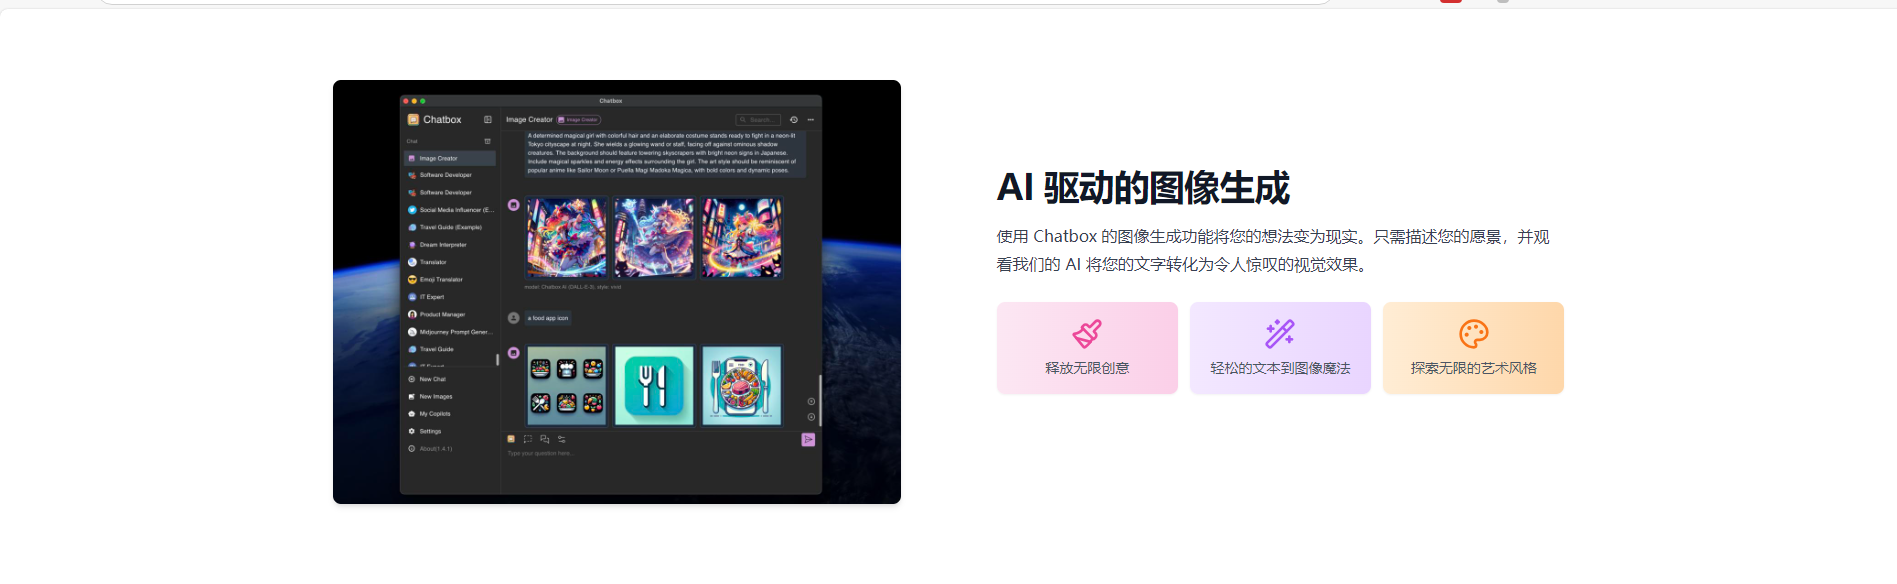 Chatbox
Chatbox
Chat
Image Creator
Software Developer
Software Developer
Social Media Influencer (E...
Travel Guide (Example)
Dream Interpreter
Translator
Emoji Translator
IT Expert
Product Manager
Midjourney Prompt Gener...
Travel Guide
IT Expert
New Chat
New Images
My Copilots
Settings
About(1.4.1)
Image Creator
Image Creator
Search...
A determined magical girl with colorful hair and an elaborate costume stands ready to fight in a neon-lit
Tokyo cityscape at night. She wields a glowing wand or staff, facing off against ominous shadow
creatures. The background should feature towering skyscrapers with bright neon signs in Japanese.
Include magical sparkles and energy effects surrounding the girl. The art style should be reminiscent of
popular anime like Sailor Moon or Puella Magi Madoka Magica, with bold colors and dynamic poses.
model: Chatbox AI (DALL-E-3), style: vivid
a food app icon
Type your question here...
AI 驱动的图像生成
使用 Chatbox 的图像生成功能将您的想法变为现实。只需描述您的愿景，并观
看我们的 AI 将您的文字转化为令人惊叹的视觉效果。
释放无限创意
轻松的文本到图像魔法
探索无限的艺术风格